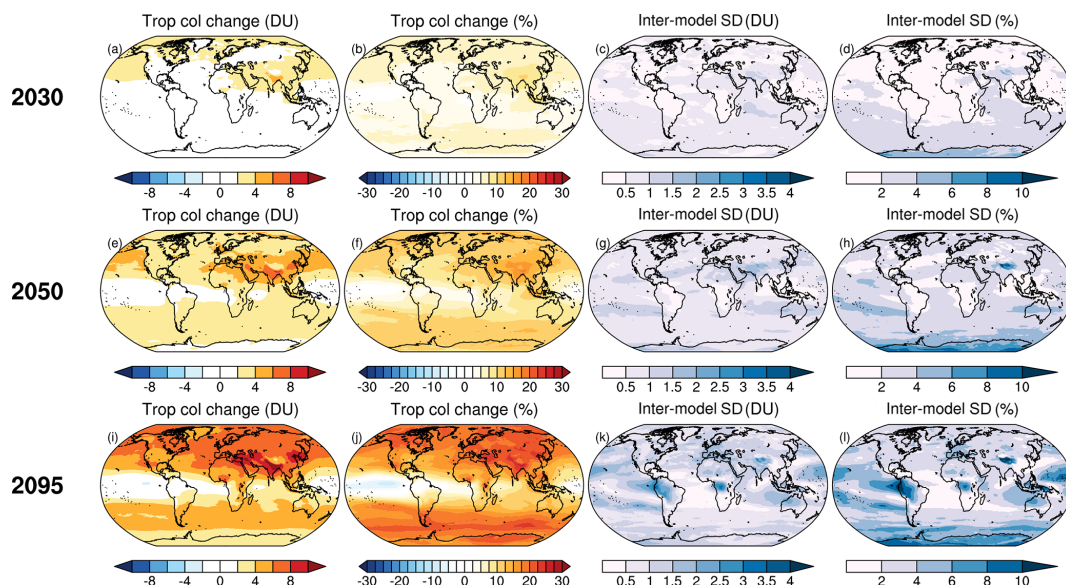 Trop col change (DU) Trop col change (%) Inter-model SD (DU) Inter-model SD (%)
(a) (b) (c) (d)
2030
-8 -4 0 4 8 -30 -20 -10 0 10 20 30 0.5 1 1.5 2 2.5 3 3.5 4 2 4 6 8 10
Trop col change (DU) Trop col change (%) Inter-model SD (DU) Inter-model SD (%)
(e) (f) (g) (h)
2050
-8 -4 0 4 8 -30 -20 -10 0 10 20 30 0.5 1 1.5 2 2.5 3 3.5 4 2 4 6 8 10
Trop col change (DU) Trop col change (%) Inter-model SD (DU) Inter-model SD (%)
(i) (j) (k) (l)
2095
-8 -4 0 4 8 -30 -20 -10 0 10 20 30 0.5 1 1.5 2 2.5 3 3.5 4 2 4 6 8 10